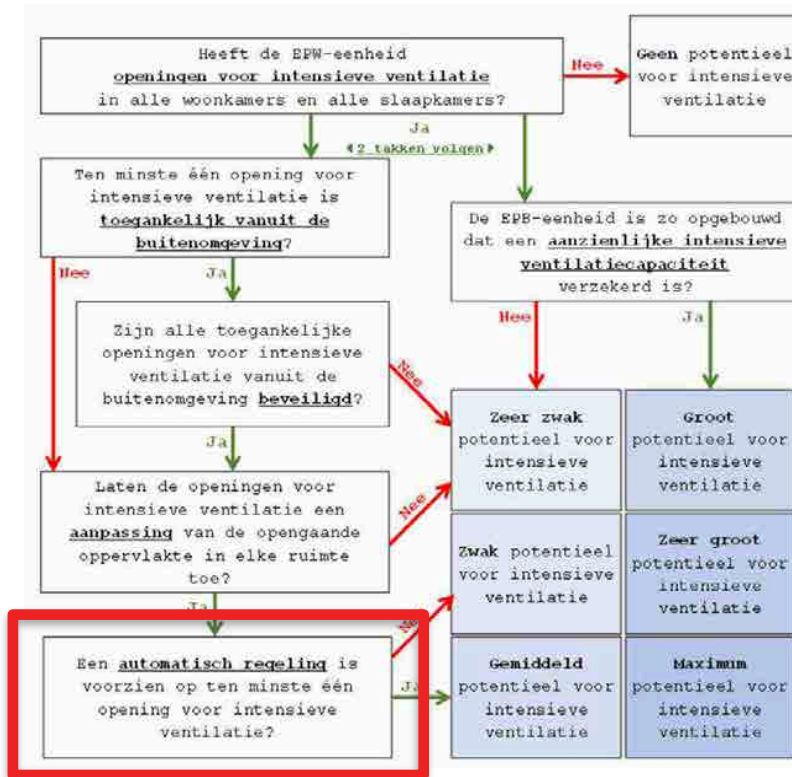 Heeft de EPW-eenheid
openingen voor intensieve ventilatie
in alle woonkamers en alle slaapkamers?
Nee
Geen potentieel
voor intensieve
ventilatie
Ja
2 takken volgen
Ten minste één opening voor
intensieve ventilatie is
toegankelijk vanuit de
buitenomgeving?
De EPB-eenheid is zo opgebouwd
dat een aanzienlijke intensieve
ventilatiecapaciteit
verzekerd is?
Nee
Ja
Nee
Ja
Zijn alle toegankelijke
openingen voor intensieve
ventilatie vanuit de
buitenomgeving beveiligd?
Nee
Ja
Zeer zwak
potentieel voor
intensieve
ventilatie
Groot
potentieel voor
intensieve
ventilatie
Laten de openingen voor
intensieve ventilatie een
aanpassing van de opengaande
oppervlakte in elke ruimte
toe?
Nee
Ja
Zwak potentieel
voor intensieve
ventilatie
Zeer groot
potentieel voor
intensieve
ventilatie
Een automatisch regeling is
voorzien op ten minste één
opening voor intensieve
ventilatie?
Nee
Ja
Gemiddeld
potentieel voor
intensieve
ventilatie
Maximum
potentieel voor
intensieve
ventilatie